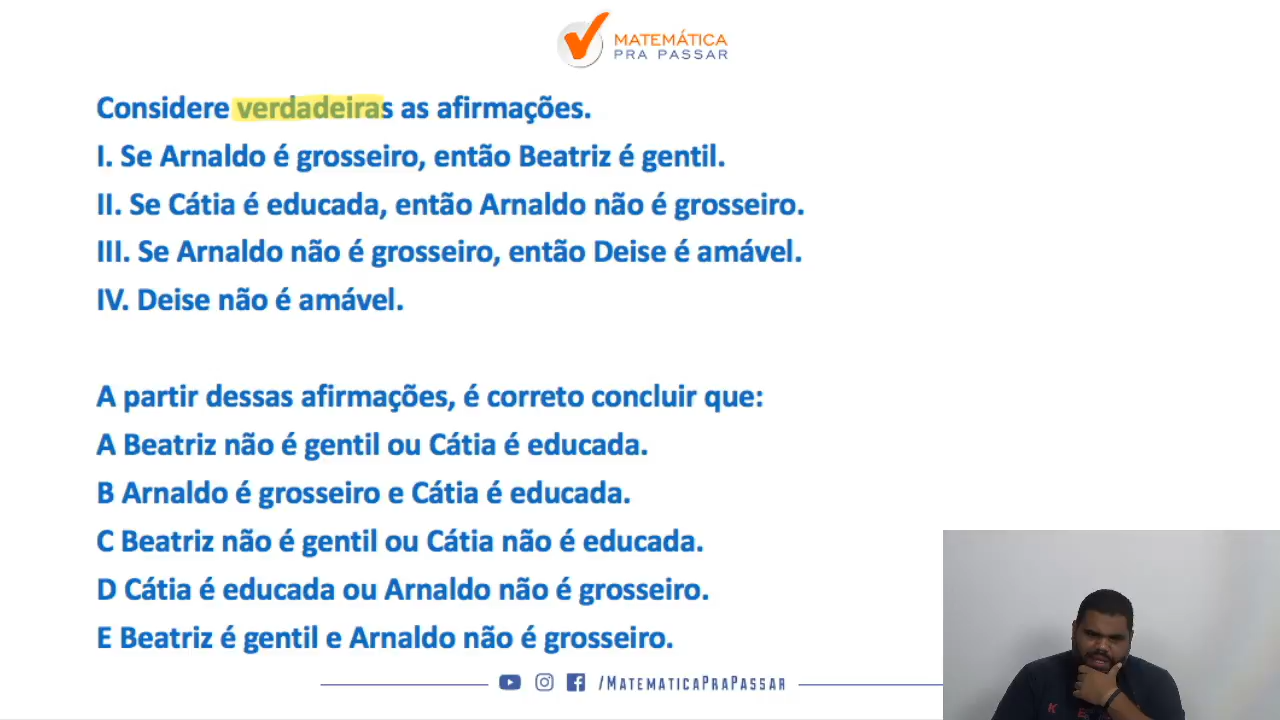 MATEMÁTICA
PRA PASSAR
Considere verdadeiras as afirmações.
I. Se Arnaldo é grosseiro, então Beatriz é gentil.
II. Se Cátia é educada, então Arnaldo não é grosseiro.
III. Se Arnaldo não é grosseiro, então Deise é amável.
IV. Deise não é amável.
A partir dessas afirmações, é correto concluir que:
A Beatriz não é gentil ou Cátia é educada.
B Arnaldo é grosseiro e Cátia é educada.
C Beatriz não é gentil ou Cátia não é educada.
D Cátia é educada ou Arnaldo não é grosseiro.
E Beatriz é gentil e Arnaldo não é grosseiro.
/MATEMATICAPRAPASSAR